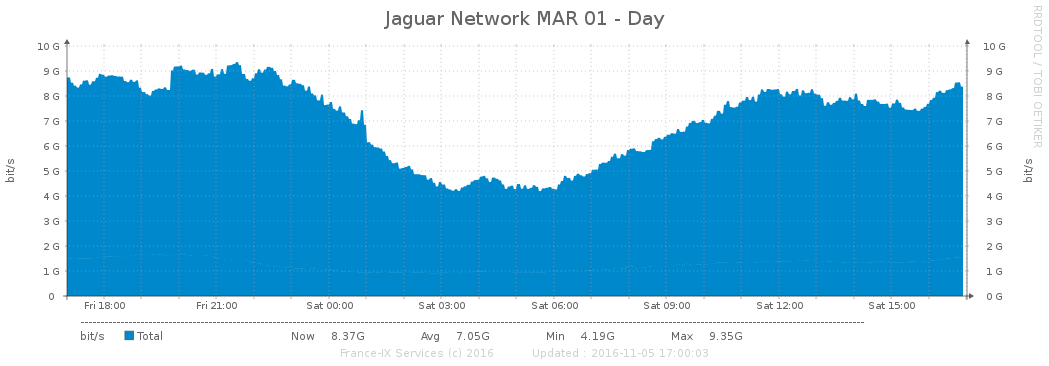 Jaguar Network MAR 01 - Day
RRDTOOL / TOBI OETIKER
10 G 10 G
9 G 9 G
8 G 8 G
7 G 7 G
6 G 6 G
5 G 5 G
4 G 4 G
3 G 3 G
2 G 2 G
1 G 1 G
0 0 G
bit/s bit/s
Fri 18:00 Fri 21:00 Sat 00:00 Sat 03:00 Sat 06:00 Sat 09:00 Sat 12:00 Sat 15:00
bit/s Total Now 8.37G Avg 7.05G Min 4.19G Max 9.35G
France-IX Services (c) 2016 Updated : 2016-11-05 17:00:03